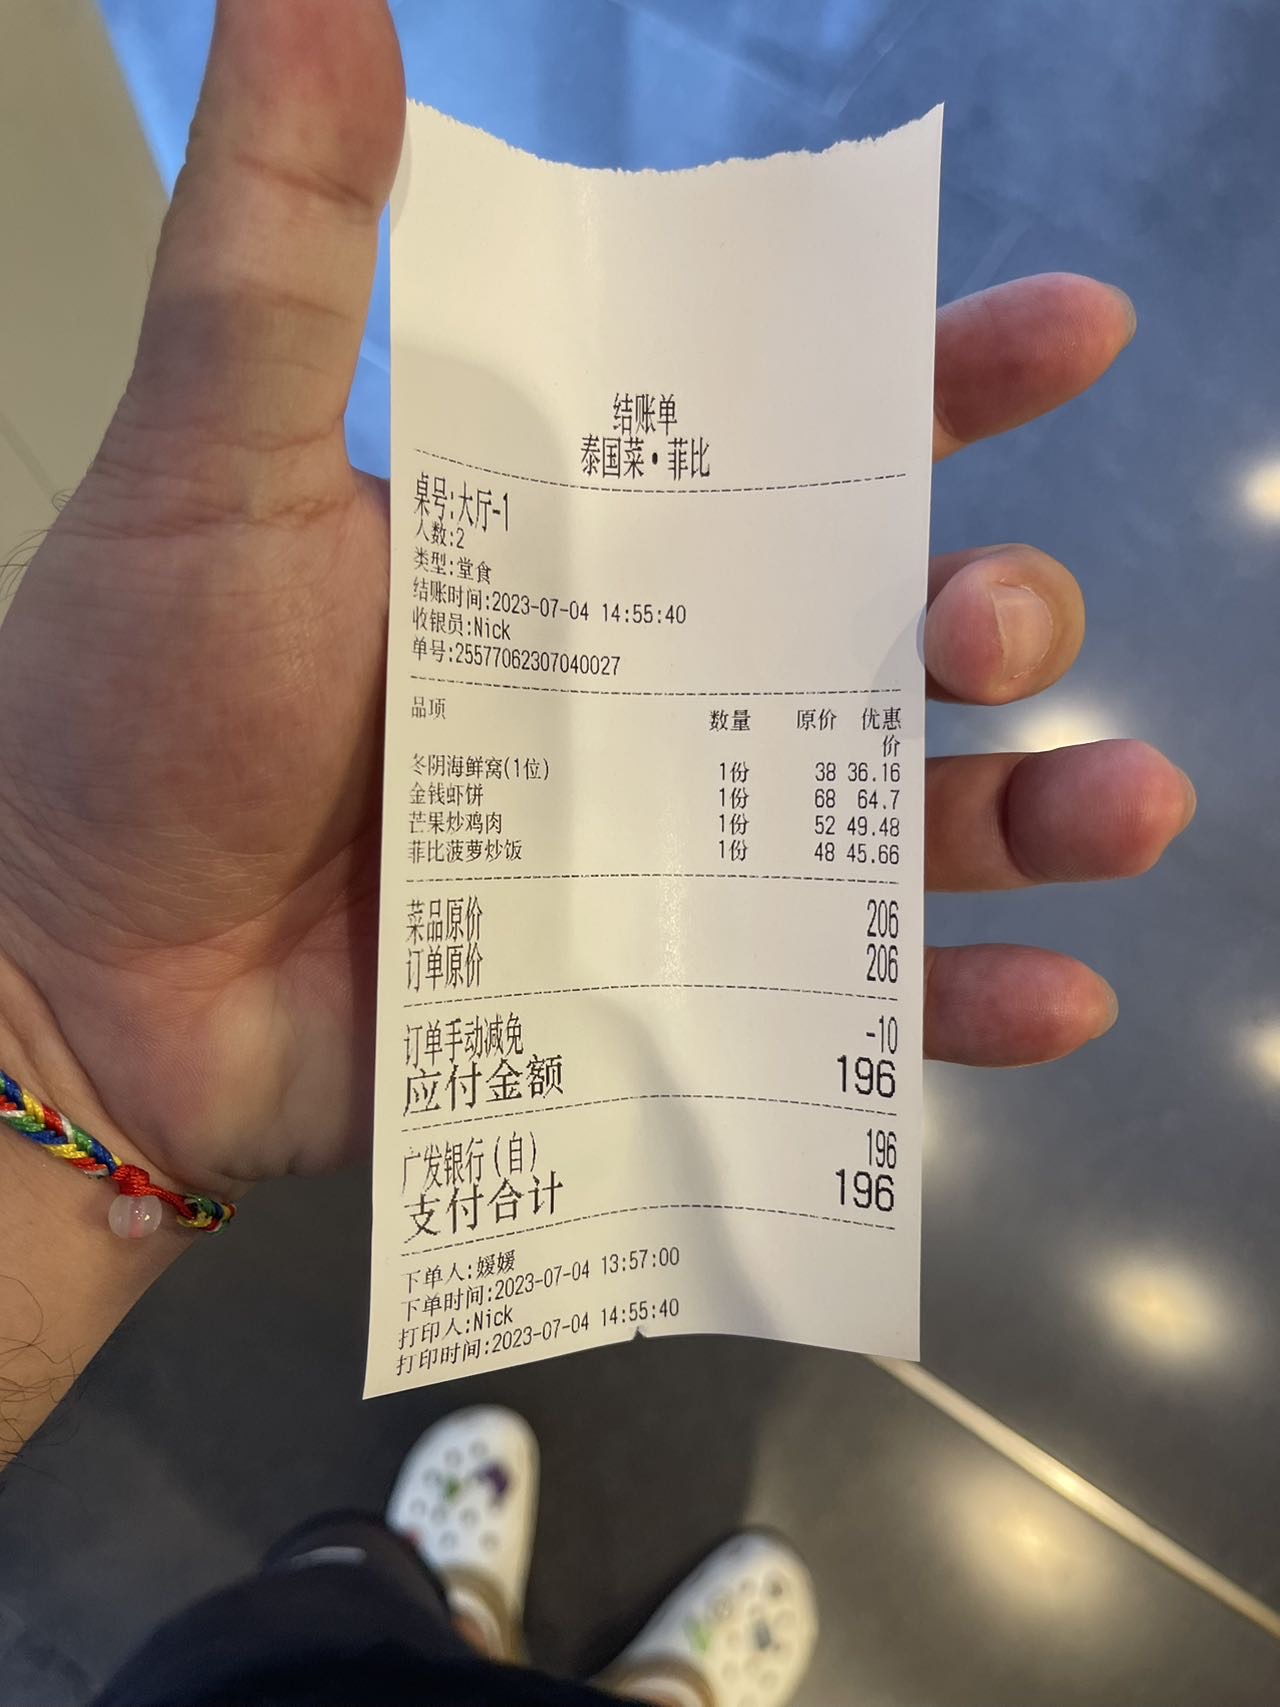 结账单
泰国菜•菲比
桌号:大厅-1
人数:2
类型:堂食
结账时间:2023-07-04 14:55:40
收银员:Nick
单号:25577062307040027
品项 数量 原价 优惠
价
冬阴海鲜窝(1位) 1份 38 36.16
金钱虾饼 1份 68 64.7
芒果炒鸡肉 1份 52 49.48
菲比菠萝炒饭 1份 48 45.66
菜品原价 206
订单原价 206
订单手动减免 -10
应付金额 196
广发银行(自) 196
支付合计 196
下单人:媛媛
下单时间:2023-07-04 13:57:00
打印人:Nick
打印时间:2023-07-04 14:55:40